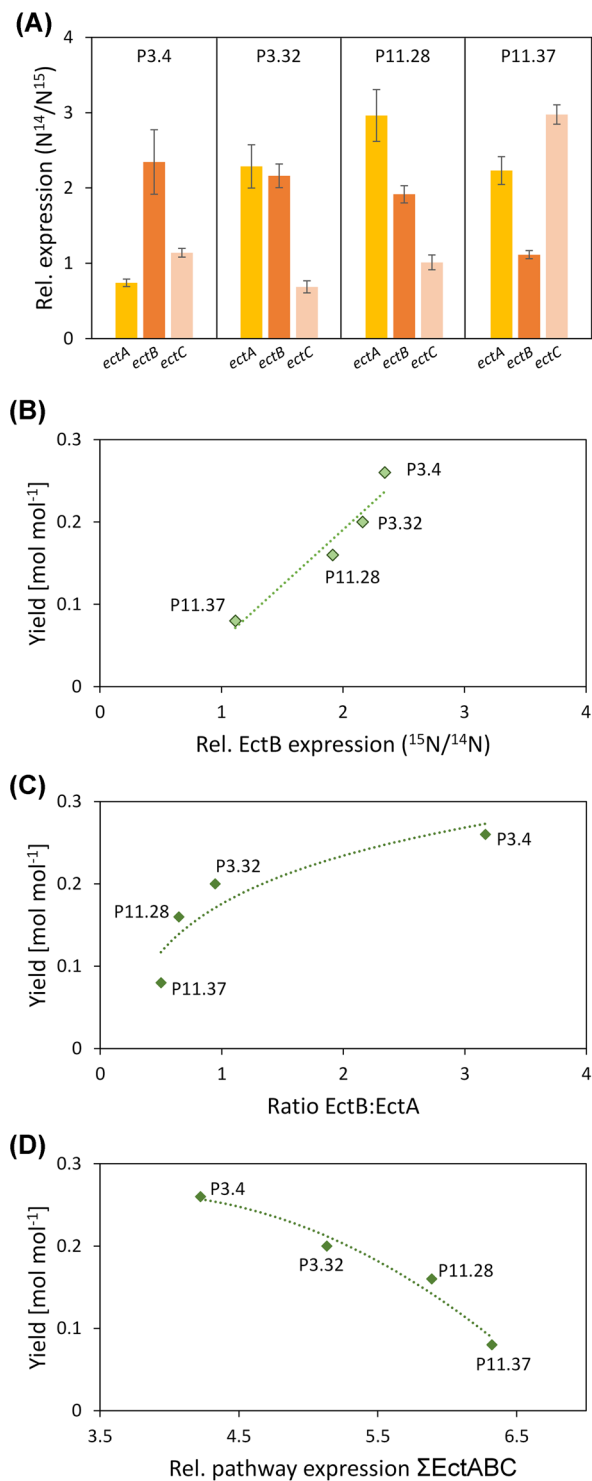 (A)
P3.4 P3.32 P11.28 P11.37
Rel. expression (N¹⁴/N¹⁵)
4
3
2
1
0
ectA ectB ectC ectA ectB ectC ectA ectB ectC ectA ectB ectC
(B)
Yield [mol mol⁻¹]
0.3
0.2
0.1
0
P3.4
P3.32
P11.28
P11.37
0 1 2 3 4
Rel. EctB expression (¹⁵N/¹⁴N)
(C)
Yield [mol mol⁻¹]
0.3
0.2
0.1
0
P3.4
P3.32
P11.28
P11.37
0 1 2 3 4
Ratio EctB:EctA
(D)
Yield [mol mol⁻¹]
0.3
0.2
0.1
0
P3.4
P3.32
P11.28
P11.37
3.5 4.5 5.5 6.5
Rel. pathway expression ΣEctABC